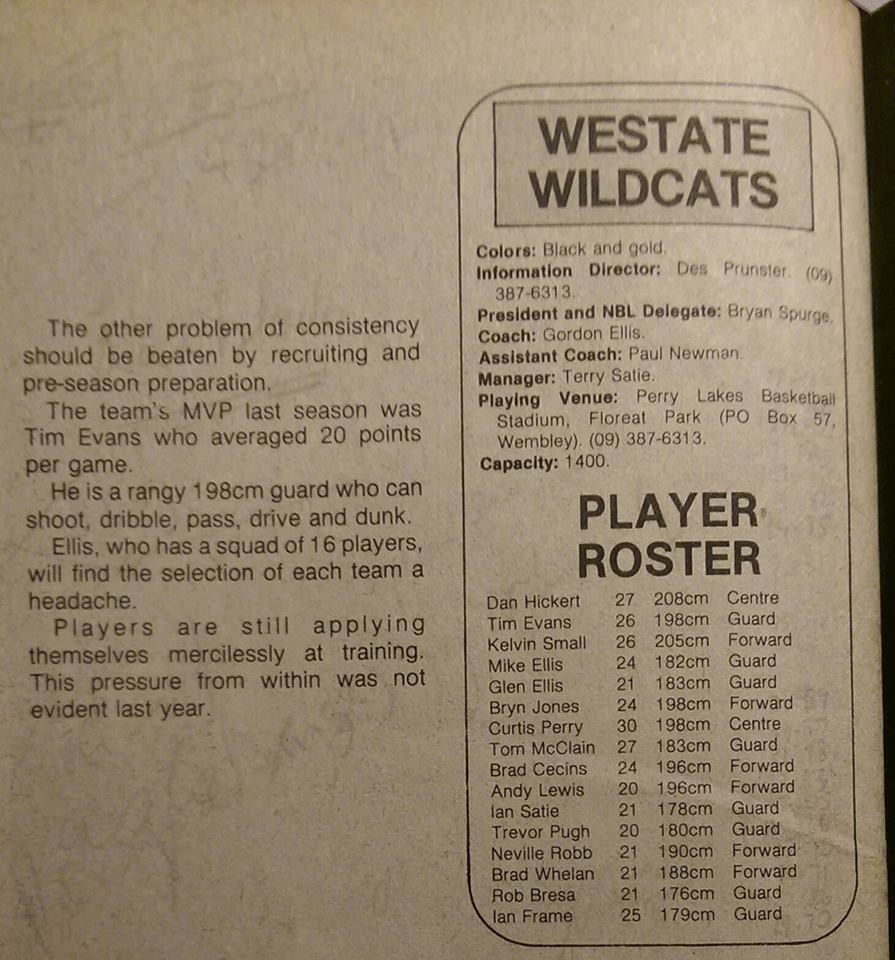 The other problem of consistency
should be beaten by recruiting and
pre-season preparation.
The team's MVP last season was
Tim Evans who averaged 20 points
per game.
He is a rangy 198cm guard who can
shoot, dribble, pass, drive and dunk.
Ellis, who has a squad of 16 players,
will find the selection of each team a
headache.
Players are still applying
themselves mercilessly at training.
This pressure from within was not
evident last year.
WESTATE
WILDCATS
Colors: Black and gold.
Information Director: Des Prunster. (09)
387-6313.
President and NBL Delegate: Bryan Spurge.
Coach: Gordon Ellis.
Assistant Coach: Paul Newman.
Manager: Terry Satie.
Playing Venue: Perry Lakes Basketball
Stadium, Floreat Park (PO Box 57,
Wembley). (09) 387-6313.
Capacity: 1400.
PLAYER
ROSTER
Dan Hickert 27 208cm Centre
Tim Evans 26 198cm Guard
Kelvin Small 26 205cm Forward
Mike Ellis 24 182cm Guard
Glen Ellis 21 183cm Guard
Bryn Jones 24 198cm Forward
Curtis Perry 30 198cm Centre
Tom McClain 27 183cm Guard
Brad Cecins 24 196cm Forward
Andy Lewis 20 196cm Forward
Ian Satie 21 178cm Guard
Trevor Pugh 20 180cm Guard
Neville Robb 21 190cm Forward
Brad Whelan 21 188cm Forward
Rob Bresa 21 176cm Guard
Ian Frame 25 179cm Guard